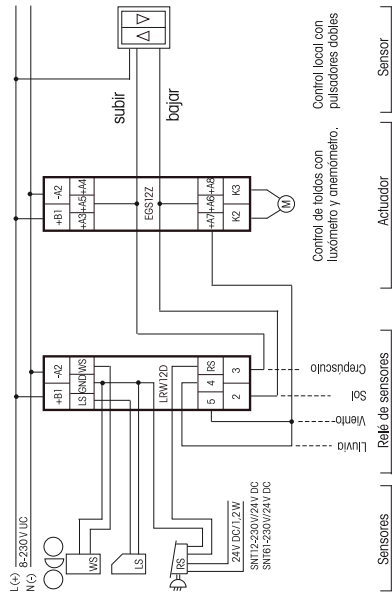 L (+)
N (-)
8-230V UC
subir
bajar
Control local con
pulsadores dobles
Sensor
+B1
-A2
+A3
+A5
+A4
EGS12Z
+A7
+A6
+A8
K2
K3
M
Control de toldos con
luxómetro y anemómetro.
Actuador
+B1
-A2
LS
GND
WS
LRW12D
5
4
RS
2
3
Crepúsculo
Sol
Viento
Lluvia
Relé de sensores
WS
LS
RS
24V DC/1,2W
SNT12-230V/24V DC
SNT61-230V/24V DC
Sensores